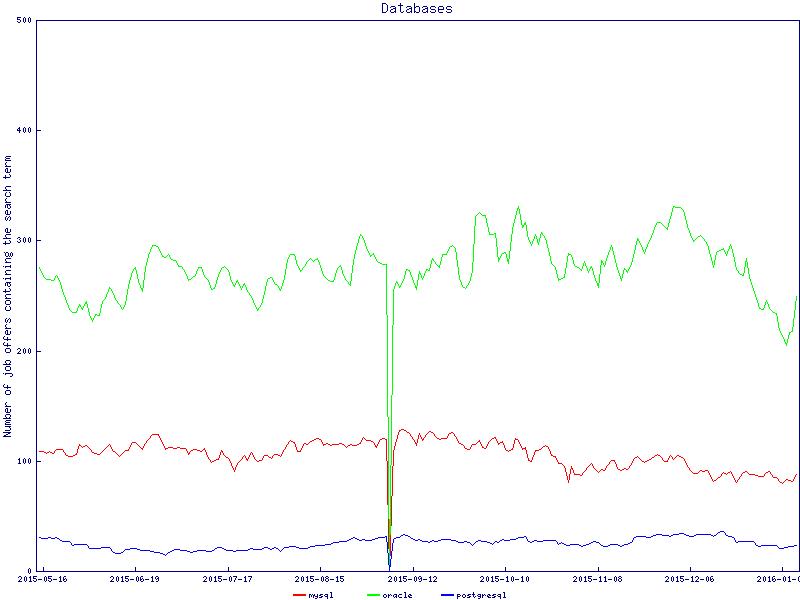 Databases
Number of job offers containing the search term
500
400
300
200
100
0
2015-05-16 2015-06-19 2015-07-17 2015-08-15 2015-09-12 2015-10-10 2015-11-08 2015-12-06 2016-01-0
mysql oracle postgresql